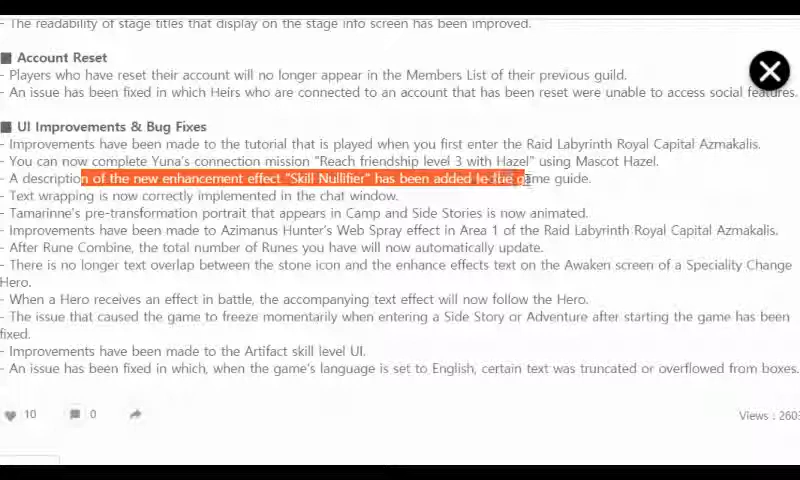 - The readability of stage titles that display on the stage info screen has been improved.
■ Account Reset
- Players who have reset their account will no longer appear in the Members List of their previous guild.
- An issue has been fixed in which Heirs who are connected to an account that has been reset were unable to access social features.
■ UI Improvements & Bug Fixes
- Improvements have been made to the tutorial that is played when you first enter the Raid Labyrinth Royal Capital Azmakalis.
- You can now complete Yuna's connection mission "Reach friendship level 3 with Hazel" using Mascot Hazel.
- A description of the new enhancement effect "Skill Nullifier" has been added to the game guide.
- Text wrapping is now correctly implemented in the chat window.
- Tamarinne's pre-transformation portrait that appears in Camp and Side Stories is now animated.
- Improvements have been made to Azimanus Hunter's Web Spray effect in Area 1 of the Raid Labyrinth Royal Capital Azmakalis.
- After Rune Combine, the total number of Runes you have will now automatically update.
- There is no longer text overlap between the stone icon and the enhance effects text on the Awaken screen of a Speciality Change
Hero.
- When a Hero receives an effect in battle, the accompanying text effect will now follow the Hero.
- The issue that caused the game to freeze momentarily when entering a Side Story or Adventure after starting the game has been
fixed.
- Improvements have been made to the Artifact skill level UI.
- An issue has been fixed in which, when the game's language is set to English, certain text was truncated or overflowed from boxes.
10 0 Views : 2603